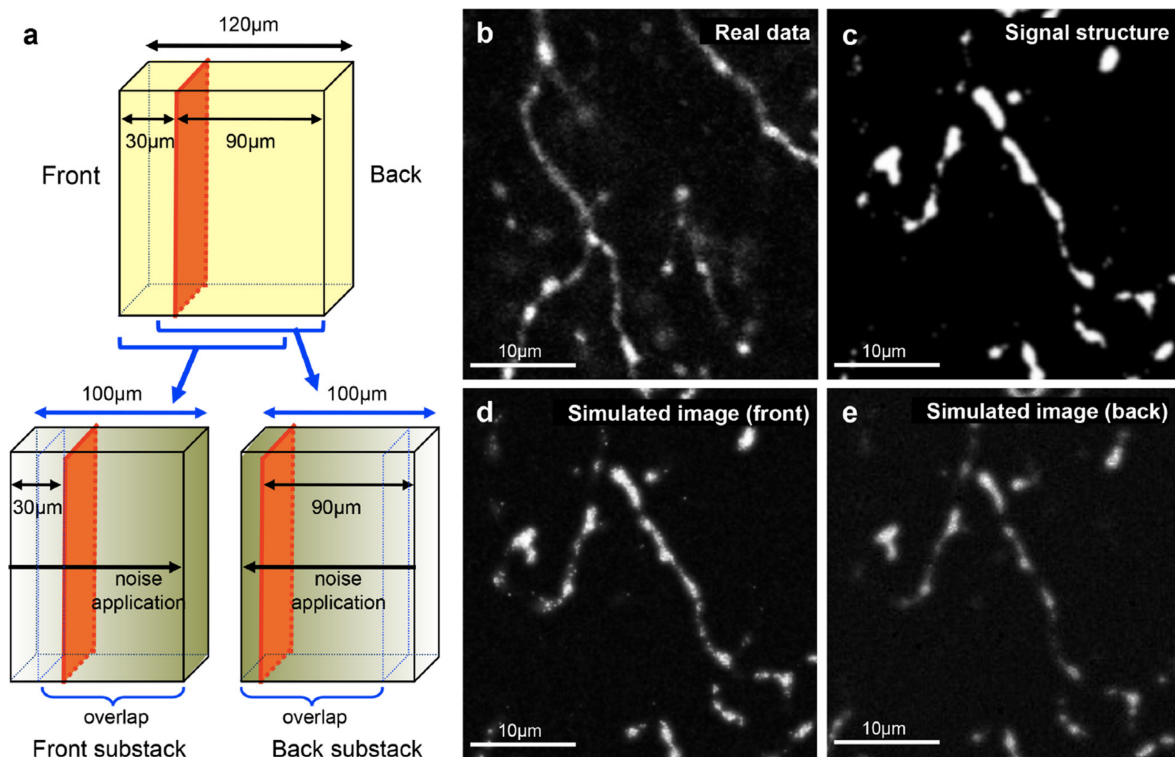 a
120µm
30µm
90µm
Front
Back
100µm
100µm
30µm
90µm
noise
application
noise
application
overlap
overlap
Front substack
Back substack
b
Real data
10µm
c
Signal structure
10µm
d
Simulated image (front)
10µm
e
Simulated image (back)
10µm